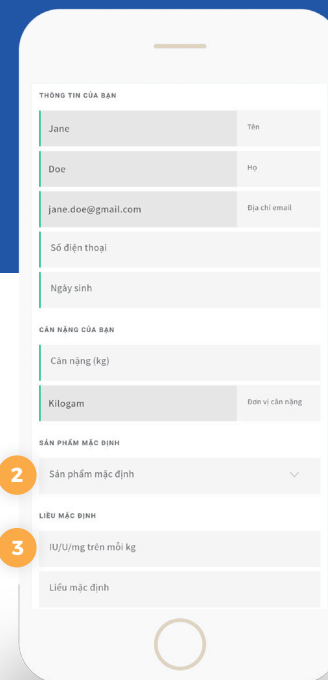 THÔNG TIN CỦA BẠN
Jane Tên
Doe Họ
jane.doe@gmail.com Địa chỉ email
Số điện thoại
Ngày sinh
CÂN NẶNG CỦA BẠN
Cân nặng (kg)
Kilogam Đơn vị cân nặng
SẢN PHẨM MẶC ĐỊNH
2 Sản phẩm mặc định
LIỀU MẶC ĐỊNH
3 IU/U/mg trên mỗi kg
Liều mặc định